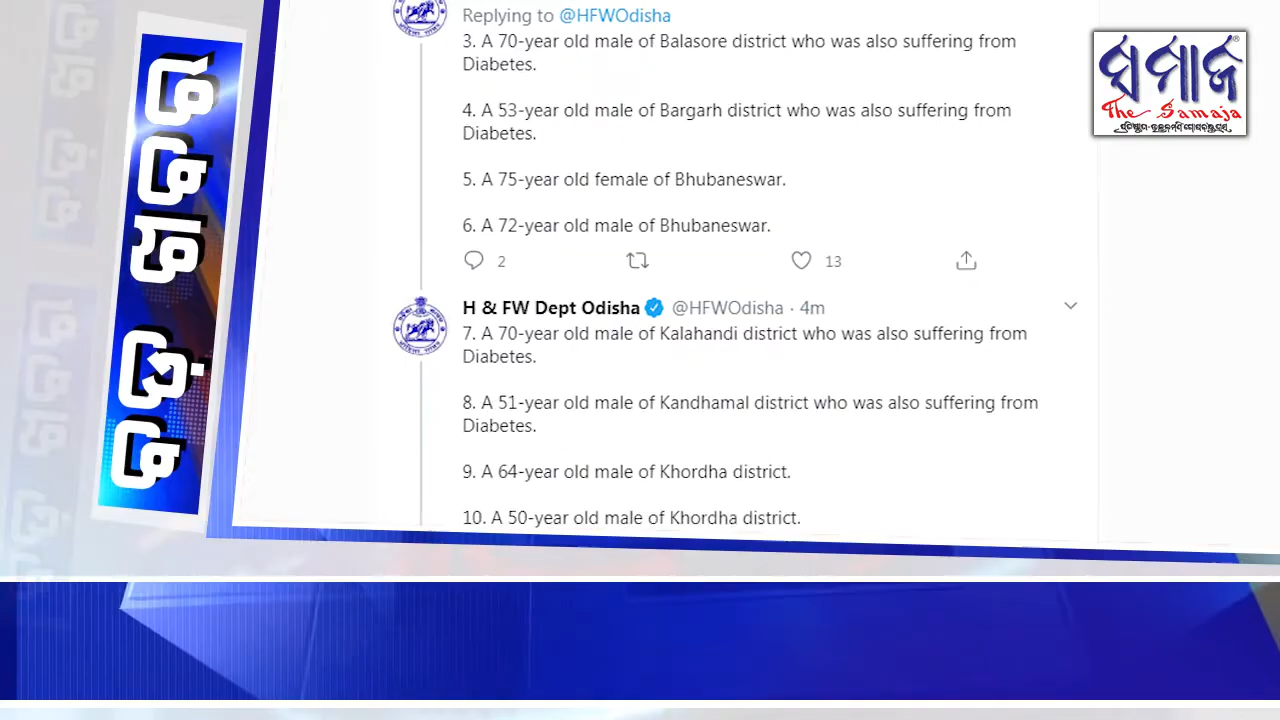 ବଡ଼ ଖବର
ସମାଜ
The Samaja
Replying to @HFWOdisha
3. A 70-year old male of Balasore district who was also suffering from
Diabetes.
4. A 53-year old male of Bargarh district who was also suffering from
Diabetes.
5. A 75-year old female of Bhubaneswar.
6. A 72-year old male of Bhubaneswar.
2 13
H & FW Dept Odisha @HFWOdisha · 4m
7. A 70-year old male of Kalahandi district who was also suffering from
Diabetes.
8. A 51-year old male of Kandhamal district who was also suffering from
Diabetes.
9. A 64-year old male of Khordha district.
10. A 50-year old male of Khordha district.